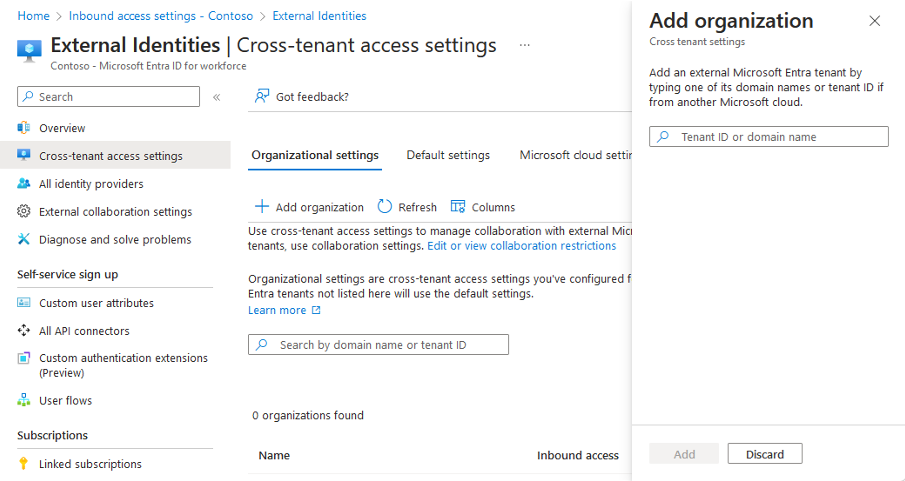 Home > Inbound access settings - Contoso > External Identities
External Identities | Cross-tenant access settings ...
Contoso - Microsoft Entra ID for workforce
Search
«
Overview
Cross-tenant access settings
All identity providers
External collaboration settings
Diagnose and solve problems
Self-service sign up
Custom user attributes
All API connectors
Custom authentication extensions
(Preview)
User flows
Subscriptions
Linked subscriptions
Got feedback?
Organizational settings Default settings Microsoft cloud settin
Add organization Refresh Columns
Use cross-tenant access settings to manage collaboration with external Micr
tenants, use collaboration settings. Edit or view collaboration restrictions
Organizational settings are cross-tenant access settings you've configured f
Entra tenants not listed here will use the default settings.
Learn more
Search by domain name or tenant ID
0 organizations found
Name Inbound access
Add organization
Cross tenant settings
Add an external Microsoft Entra tenant by
typing one of its domain names or tenant ID if
from another Microsoft cloud.
Tenant ID or domain name
Add Discard